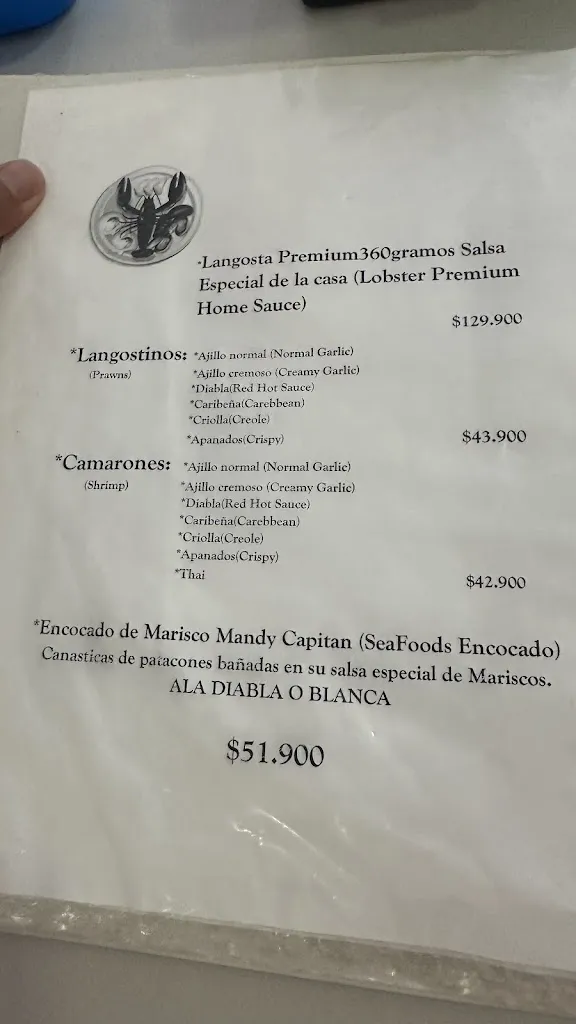 *Langosta Premium360gramos Salsa
Especial de la casa (Lobster Premium
Home Sauce)
$129.900
*Langostinos: *Ajillo normal (Normal Garlic)
(Prawns) *Ajillo cremoso (Creamy Garlic)
*Diabla(Red Hot Sauce)
*Caribeña(Carebbean)
*Criolla(Creole)
*Apanados(Crispy) $43.900
*Camarones: *Ajillo normal (Normal Garlic)
(Shrimp) *Ajillo cremoso (Creamy Garlic)
*Diabla(Red Hot Sauce)
*Caribeña(Carebbean)
*Criolla(Creole)
*Apanados(Crispy)
*Thai $42.900
*Encocado de Marisco Mandy Capitan (SeaFoods Encocado)
Canasticas de patacones bañadas en su salsa especial de Mariscos.
ALA DIABLA O BLANCA
$51.900